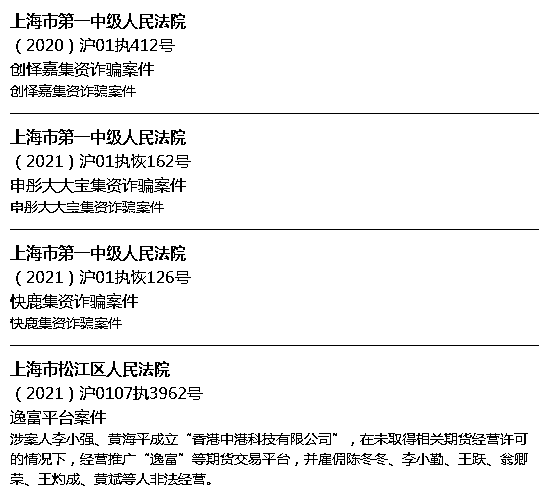 上海市第一中级人民法院
（2020）沪01执412号
创怿嘉集资诈骗案件
创怿嘉集资诈骗案件
上海市第一中级人民法院
（2021）沪01执恢162号
申彤大大宝集资诈骗案件
申彤大大宝集资诈骗案件
上海市第一中级人民法院
（2021）沪01执恢126号
快鹿集资诈骗案件
快鹿集资诈骗案件
上海市松江区人民法院
（2021）沪0107执3962号
逸富平台案件
涉案人李小强、黄海平成立“香港中港科技有限公司”，在未取得相关期货经营许可
的情况下，经营推广“逸富”等期货交易平台，并雇佣陈冬冬、李小勤、王跃、翁卿
荣、王灼成、黄斌等人非法经营。